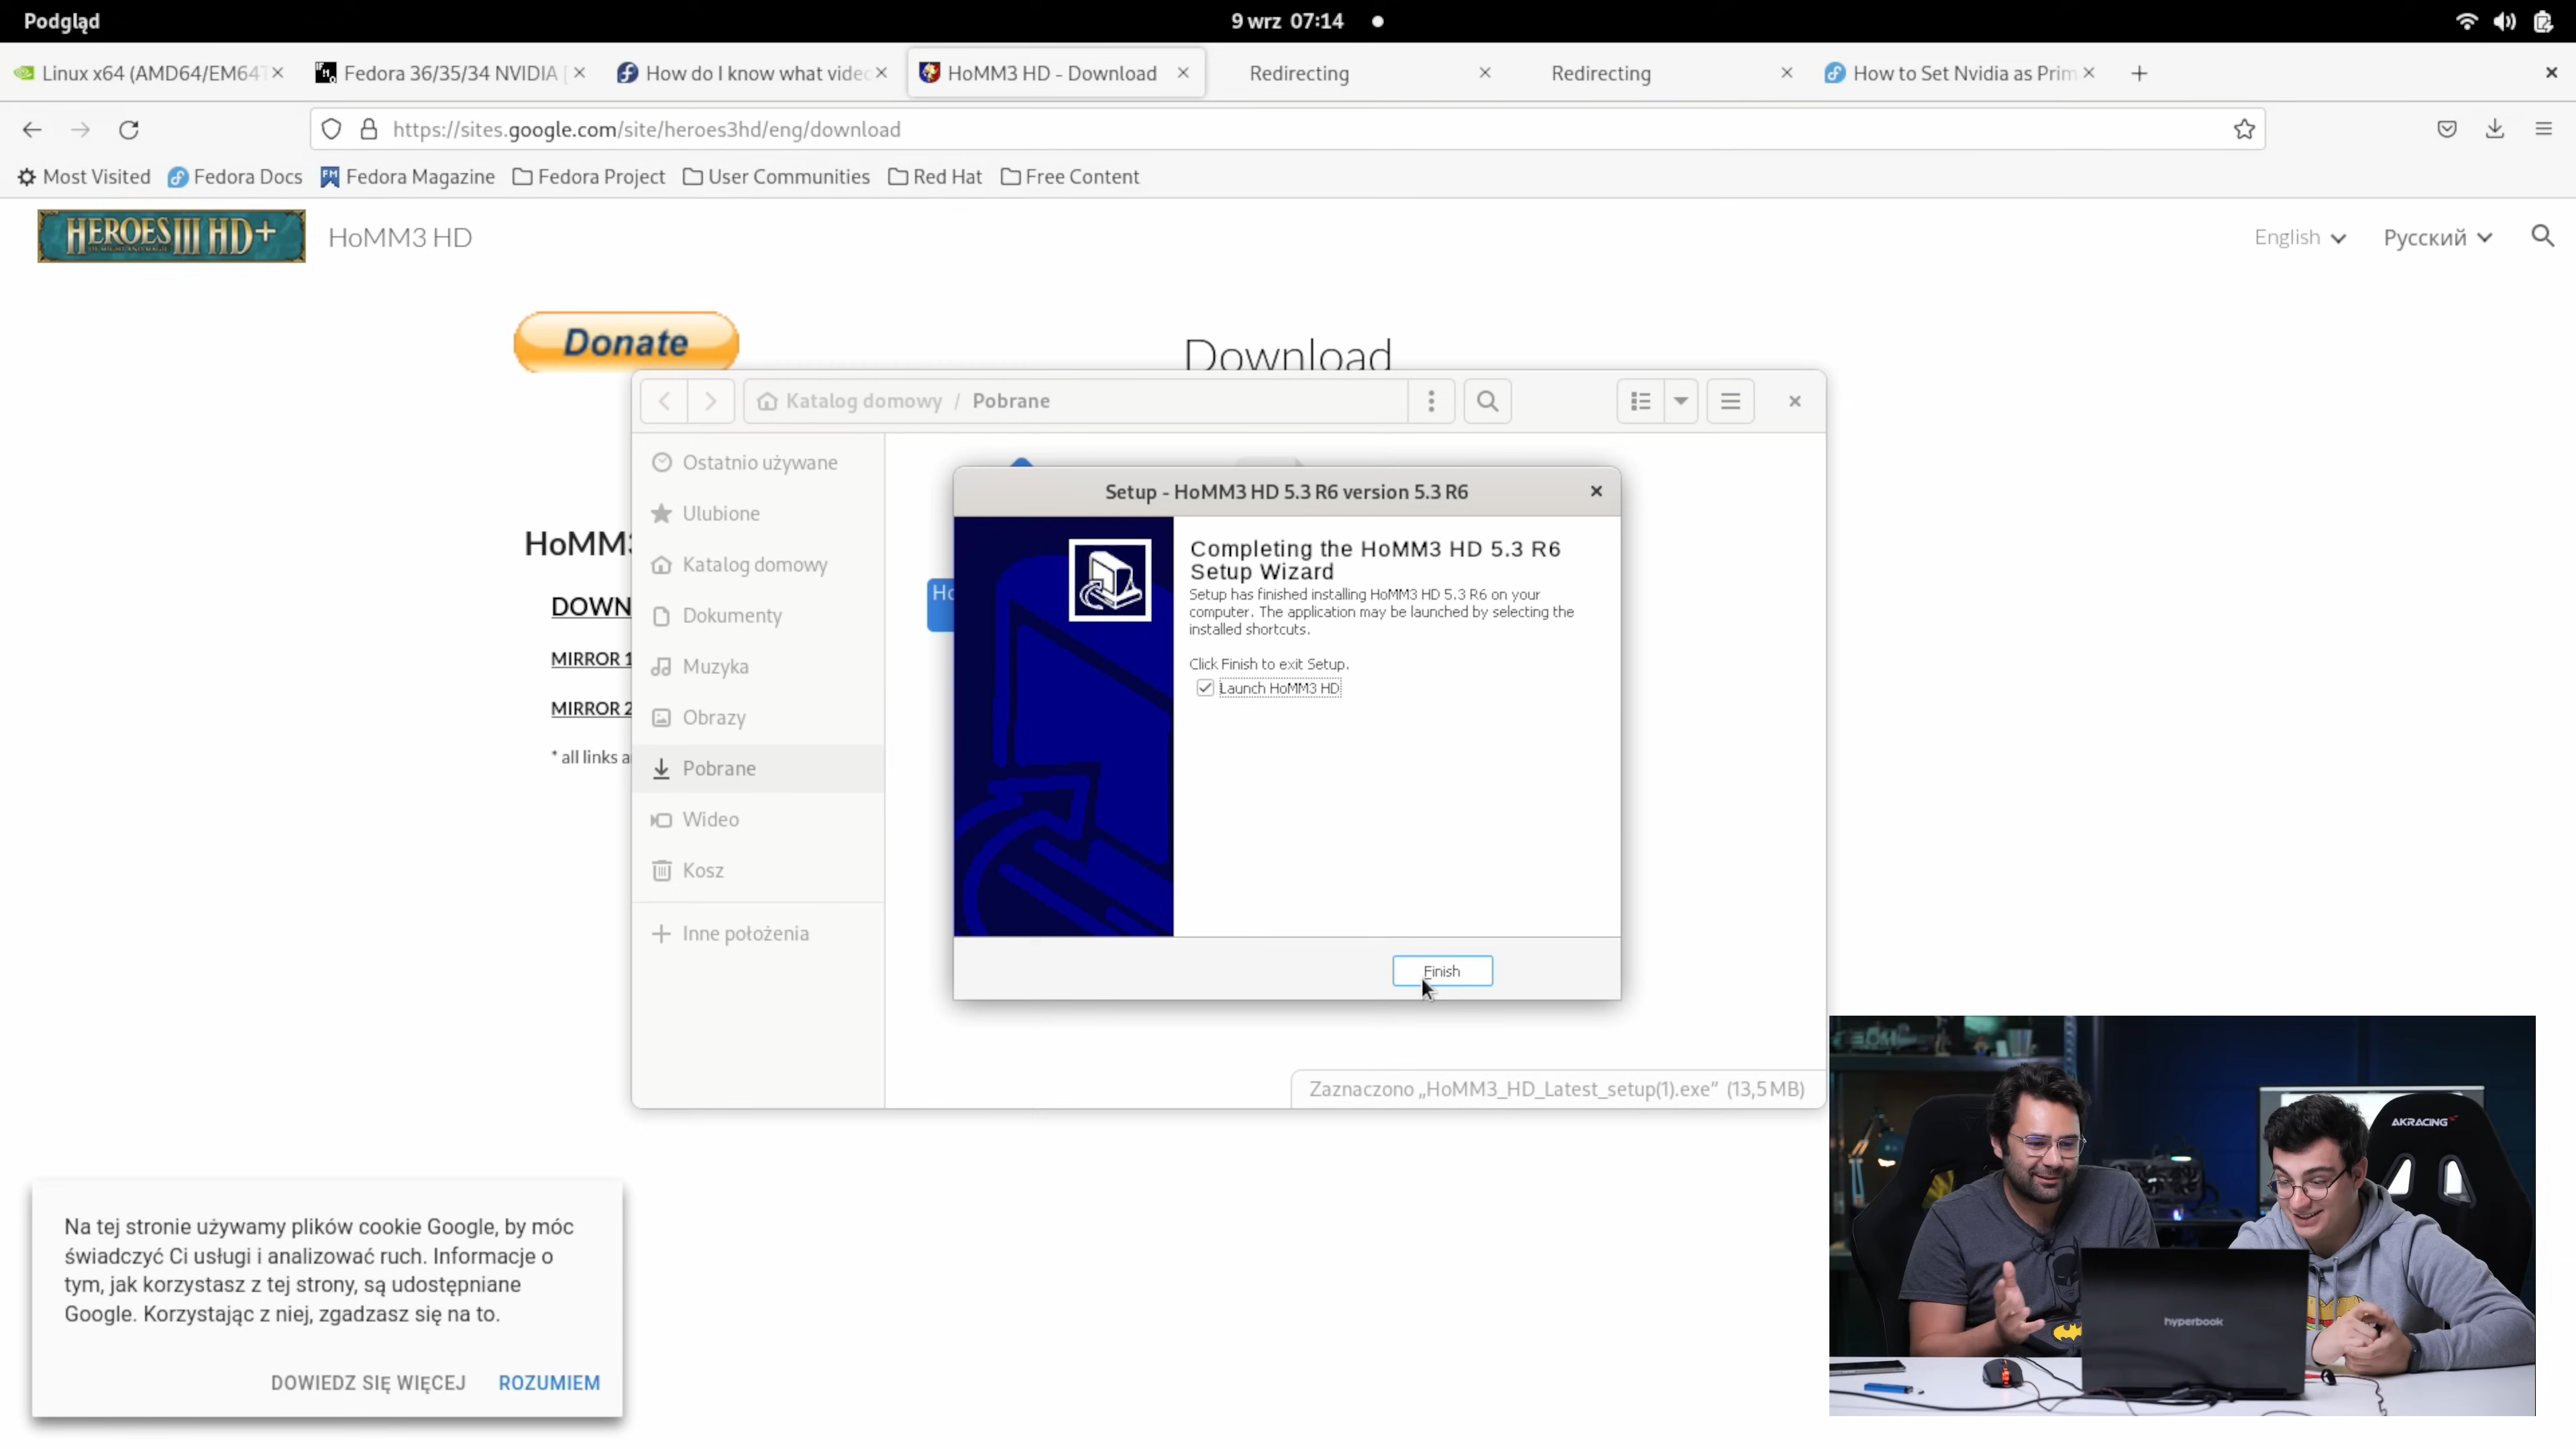 Podgląd
9 wrz 07:14
Linux x64 (AMD64/EM64T
Fedora 36/35/34 NVIDIA [
How do I know what video
HoMM3 HD - Download
Redirecting
Redirecting
How to Set Nvidia as Prim
https://sites.google.com/site/heroes3hd/eng/download
Most Visited
Fedora Docs
Fedora Magazine
Fedora Project
User Communities
Red Hat
Free Content
HEROES III HD+
HoMM3 HD
English
Русский
Donate
Download
HoMM3
DOWN
MIRROR 1
MIRROR 2
* all links a
Katalog domowy / Pobrane
Ostatnio używane
Ulubione
Katalog domowy
Dokumenty
Muzyka
Obrazy
Pobrane
Wideo
Kosz
Inne położenia
Ho
Setup - HoMM3 HD 5.3 R6 version 5.3 R6
Completing the HoMM3 HD 5.3 R6
Setup Wizard
Setup has finished installing HoMM3 HD 5.3 R6 on your
computer. The application may be launched by selecting the
installed shortcuts.
Click Finish to exit Setup.
Launch HoMM3 HD
Finish
Zaznaczono „HoMM3_HD_Latest_setup(1).exe” (13,5 MB)
Na tej stronie używamy plików cookie Google, by móc
świadczyć Ci usługi i analizować ruch. Informacje o
tym, jak korzystasz z tej strony, są udostępniane
Google. Korzystając z niej, zgadzasz się na to.
DOWIEDZ SIĘ WIĘCEJ
ROZUMIEM
AKRACING
hyperbook